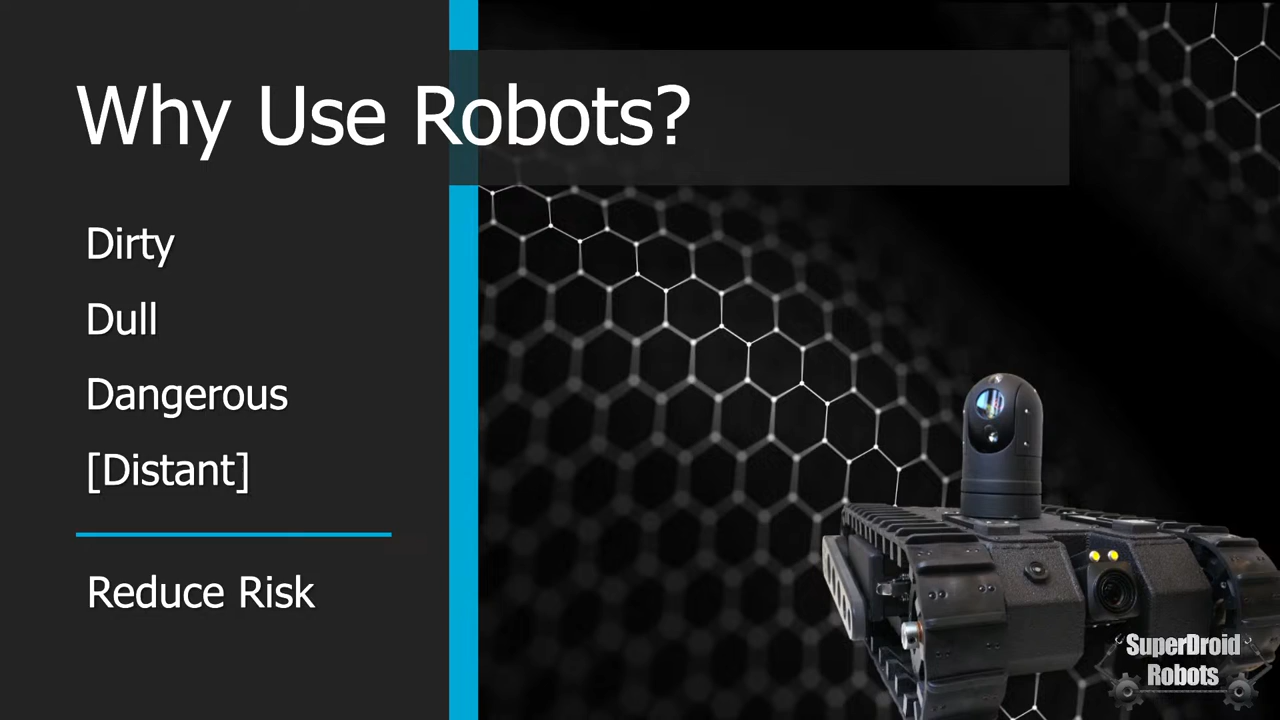 Why Use Robots?
Dirty
Dull
Dangerous
[Distant]
Reduce Risk
SuperDroid
Robots